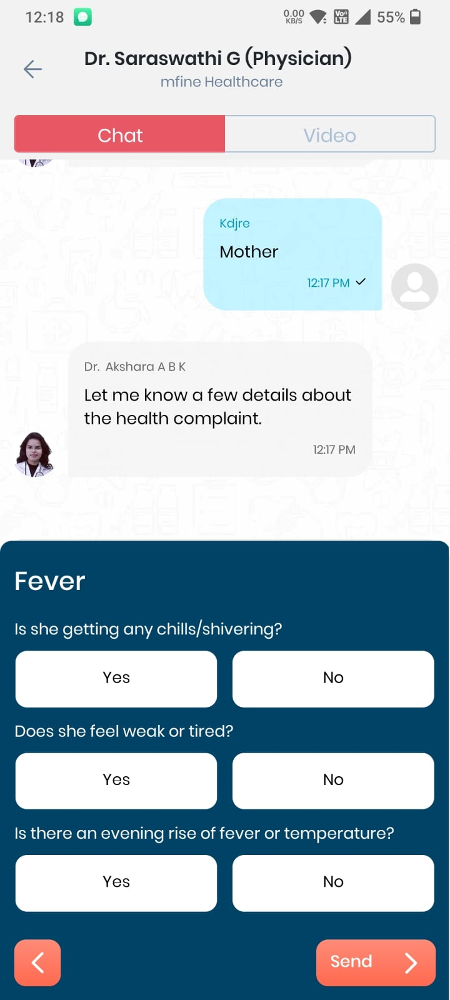 12:18
0.00
KB/S
Vo))
LTE
55%
Dr. Saraswathi G (Physician)
mfine Healthcare
Chat
Video
Kdjre
Mother
12:17 PM
Dr. Akshara A B K
Let me know a few details about
the health complaint.
12:17 PM
Fever
Is she getting any chills/shivering?
Yes
No
Does she feel weak or tired?
Yes
No
Is there an evening rise of fever or temperature?
Yes
No
Send